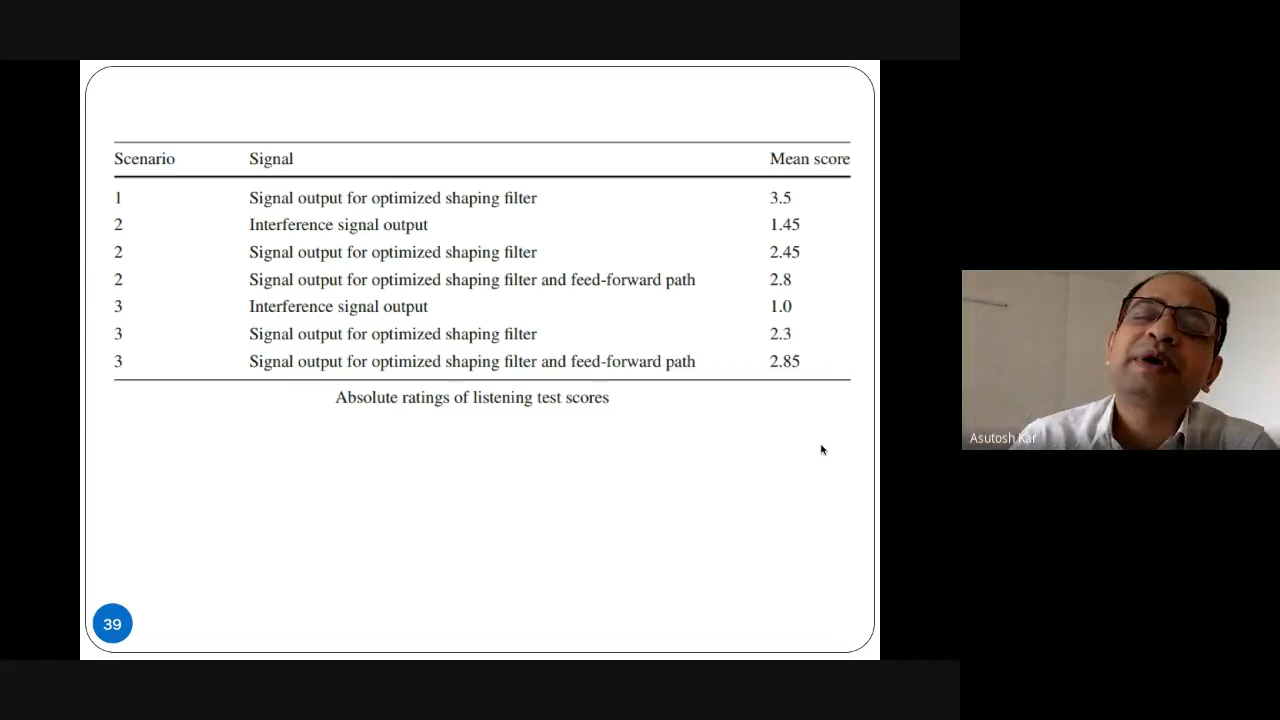 Scenario Signal Mean score
1 Signal output for optimized shaping filter 3.5
2 Interference signal output 1.45
2 Signal output for optimized shaping filter 2.45
2 Signal output for optimized shaping filter and feed-forward path 2.8
3 Interference signal output 1.0
3 Signal output for optimized shaping filter 2.3
3 Signal output for optimized shaping filter and feed-forward path 2.85
Absolute ratings of listening test scores
Asutosh Kar
39